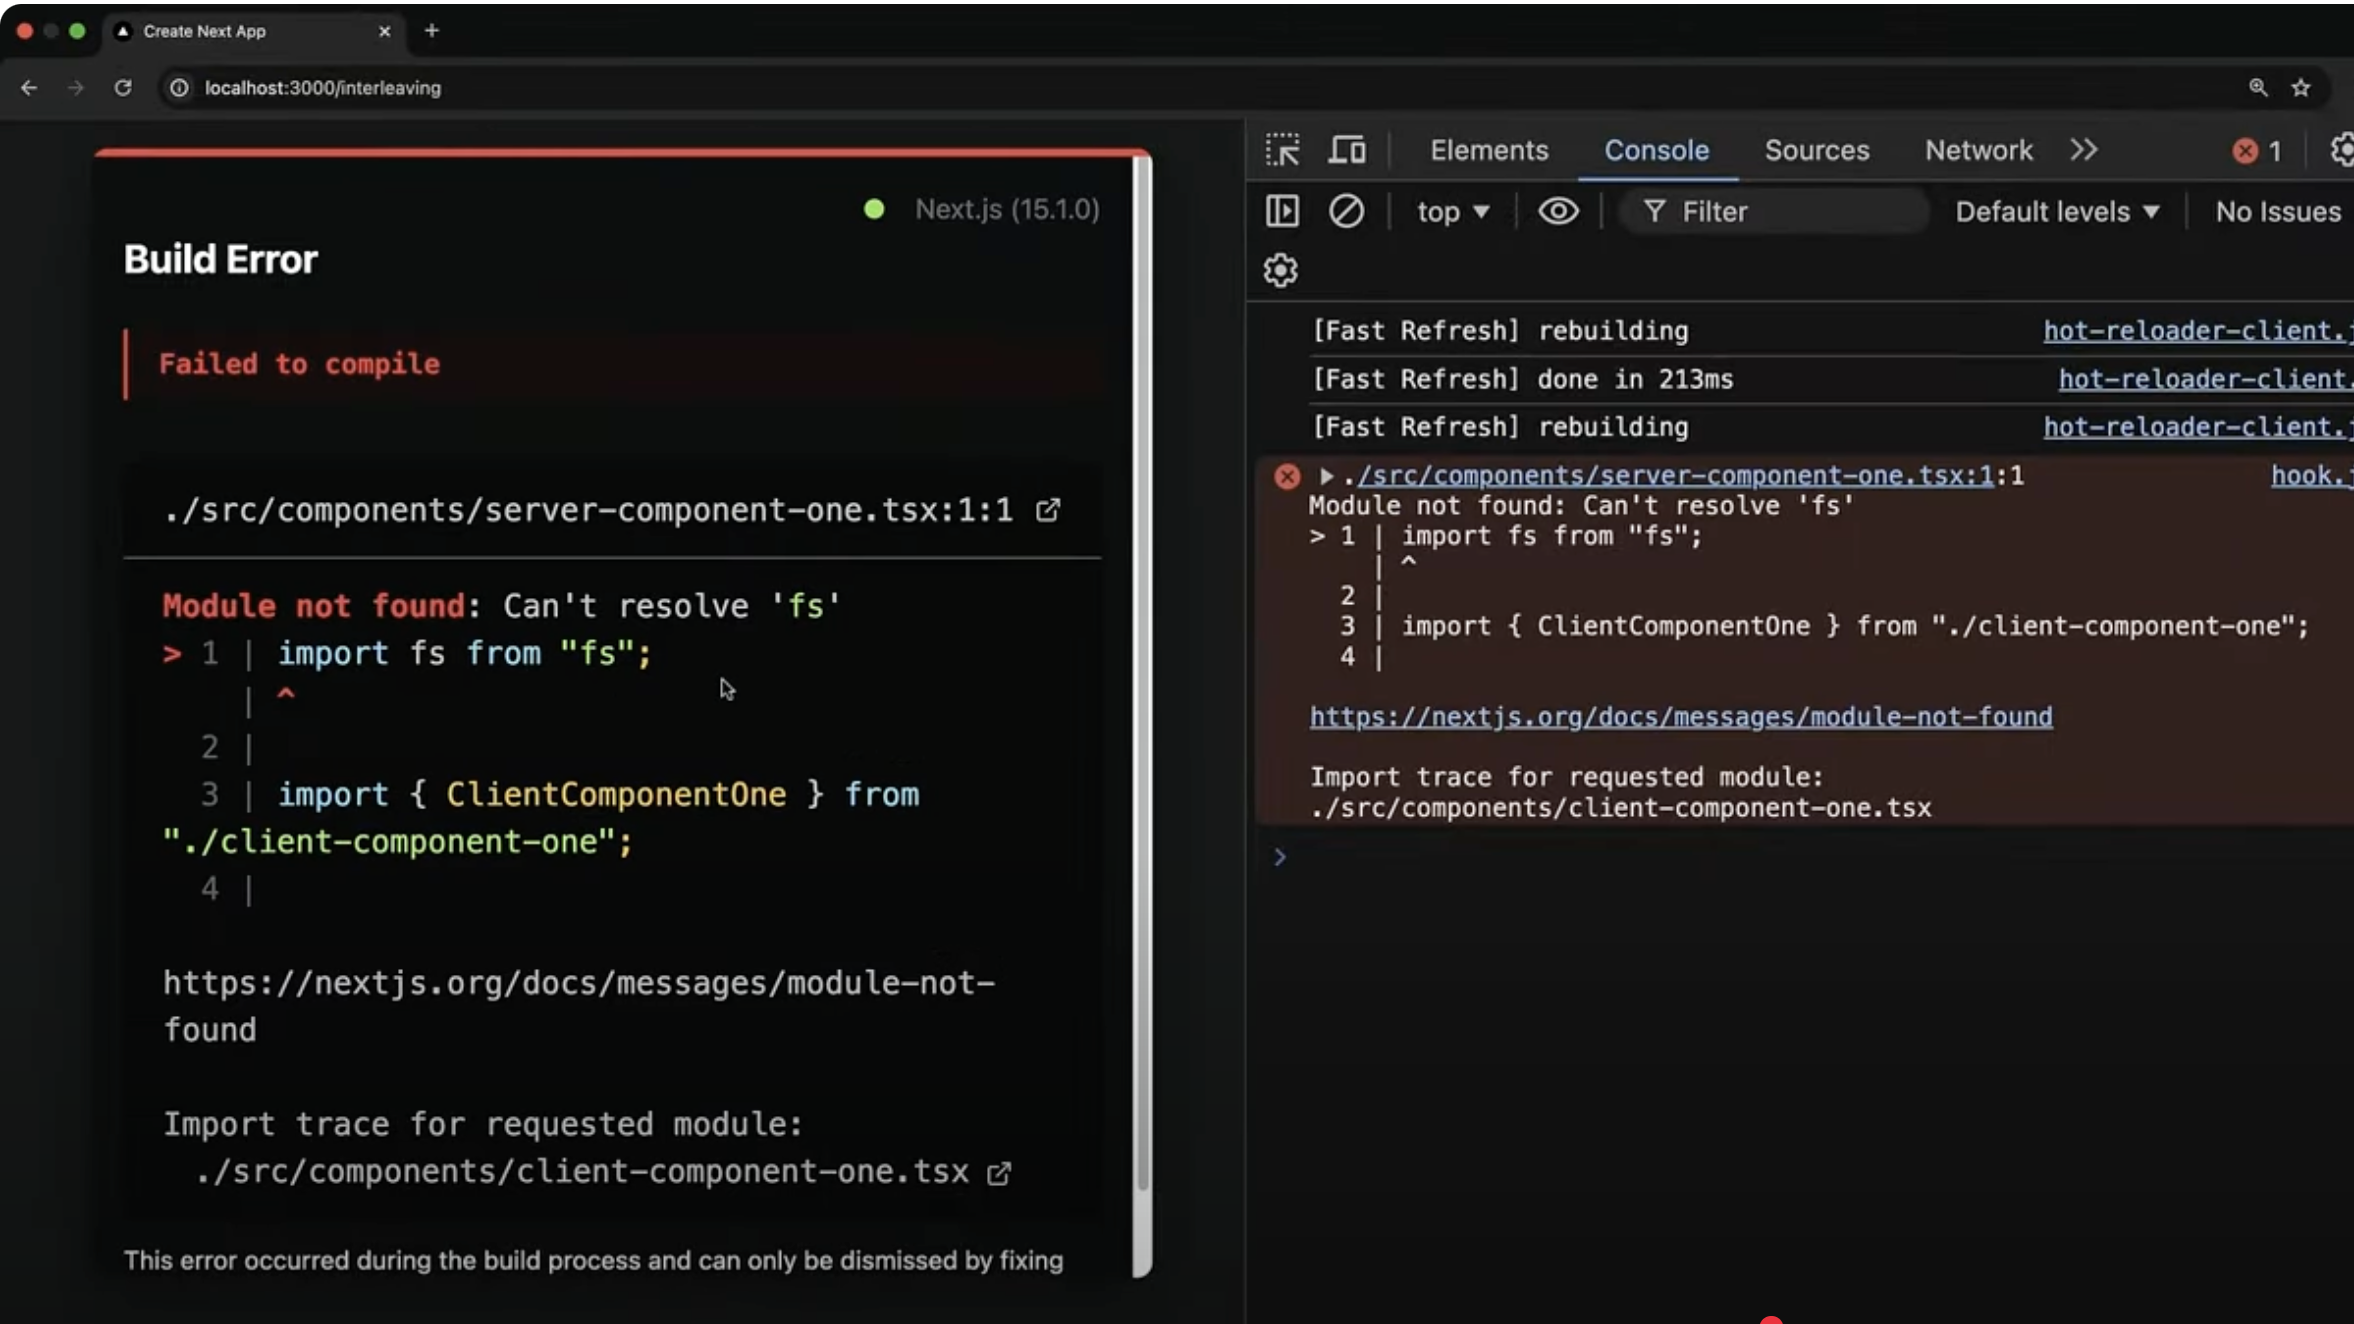 Create Next App
localhost:3000/interleaving
Next.js (15.1.0)
Build Error
Failed to compile
./src/components/server-component-one.tsx:1:1
Module not found: Can't resolve 'fs'
> 1 | import fs from "fs";
| ^
2 |
3 | import { ClientComponentOne } from
"./client-component-one";
4 |
https://nextjs.org/docs/messages/module-not-
found
Import trace for requested module:
./src/components/client-component-one.tsx
This error occurred during the build process and can only be dismissed by fixing
Elements Console Sources Network 1
top Filter Default levels No Issues
[Fast Refresh] rebuilding hot-reloader-client.j
[Fast Refresh] done in 213ms hot-reloader-client.
[Fast Refresh] rebuilding hot-reloader-client.j
./src/components/server-component-one.tsx:1:1 hook.j
Module not found: Can't resolve 'fs'
> 1 | import fs from "fs";
| ^
2 |
3 | import { ClientComponentOne } from "./client-component-one";
4 |
https://nextjs.org/docs/messages/module-not-found
Import trace for requested module:
./src/components/client-component-one.tsx
>